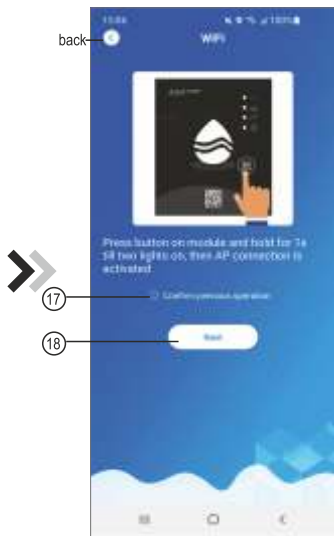 back
WIFI
Press button on module and hold for 1s
till two lights on, then AP connection is
activated
17
Confirm previous operation
18
Next